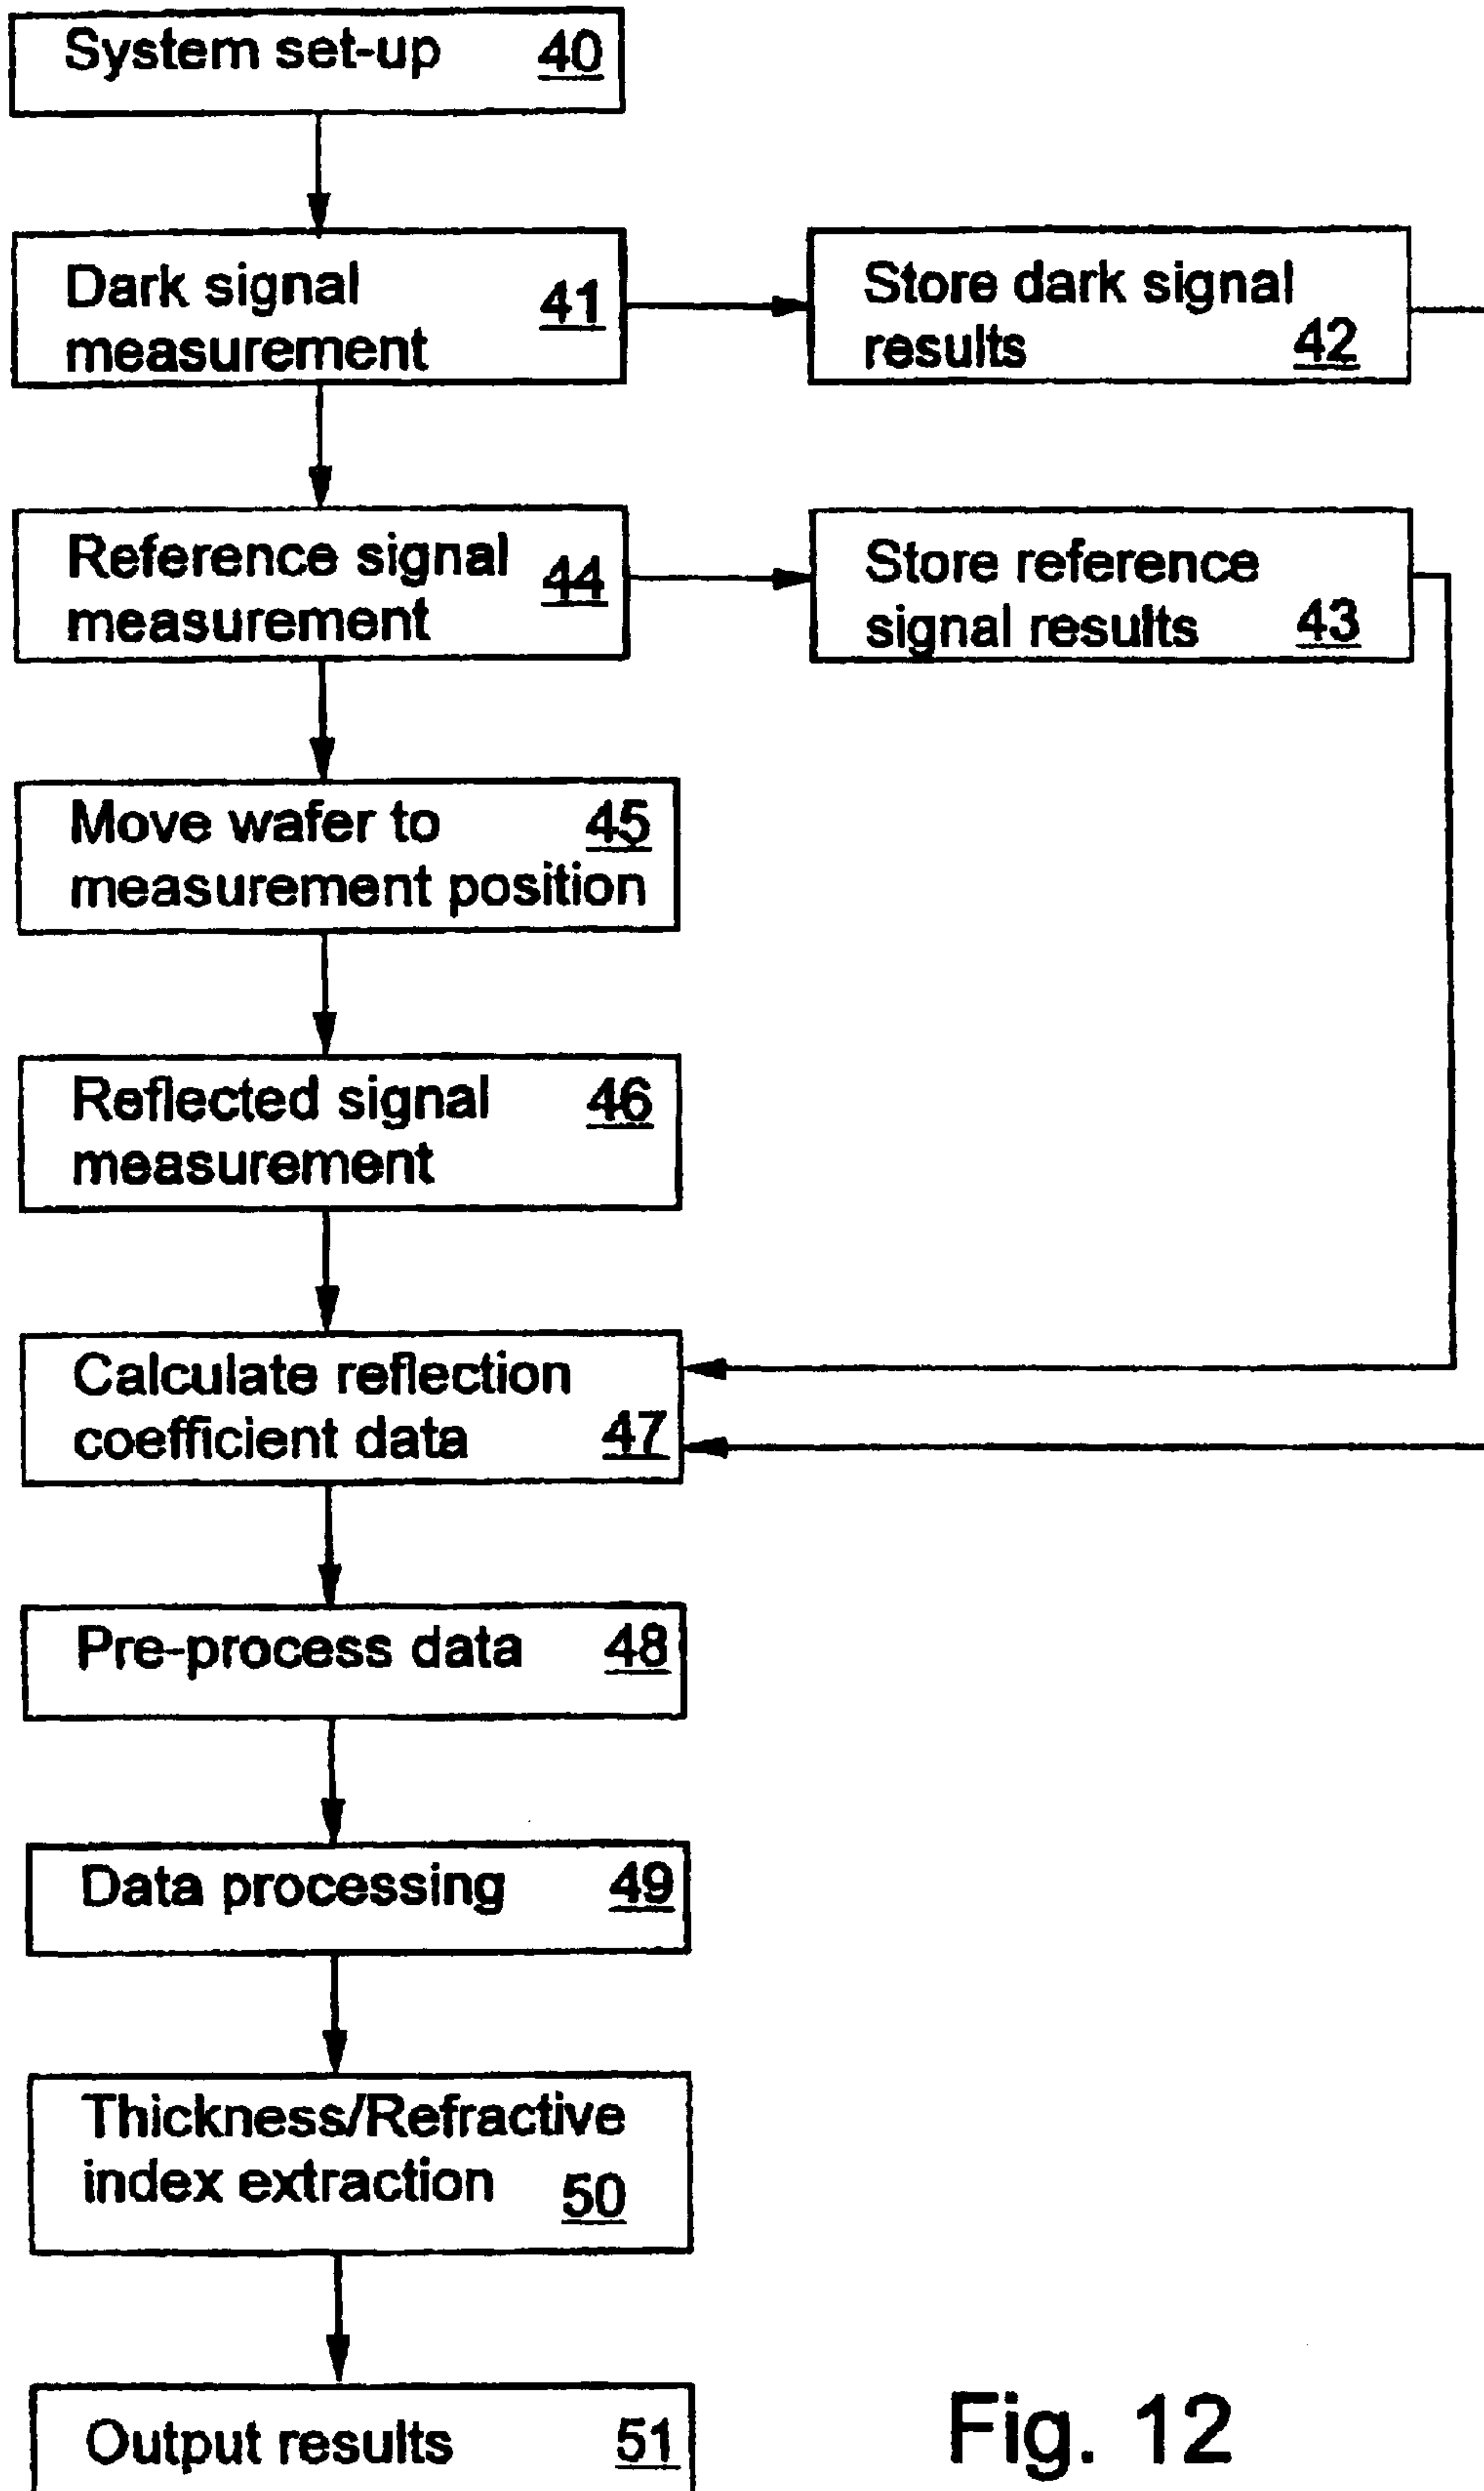 System set-up 40
Dark signal
measurement 41
Store dark signal
results 42
Reference signal
measurement 44
Store reference
signal results 43
Move wafer to
measurement position 45
Reflected signal
measurement 46
Calculate reflection
coefficient data 47
Pre-process data 48
Data processing 49
Thickness/Refractive
index extraction 50
Output results 51
Fig. 12